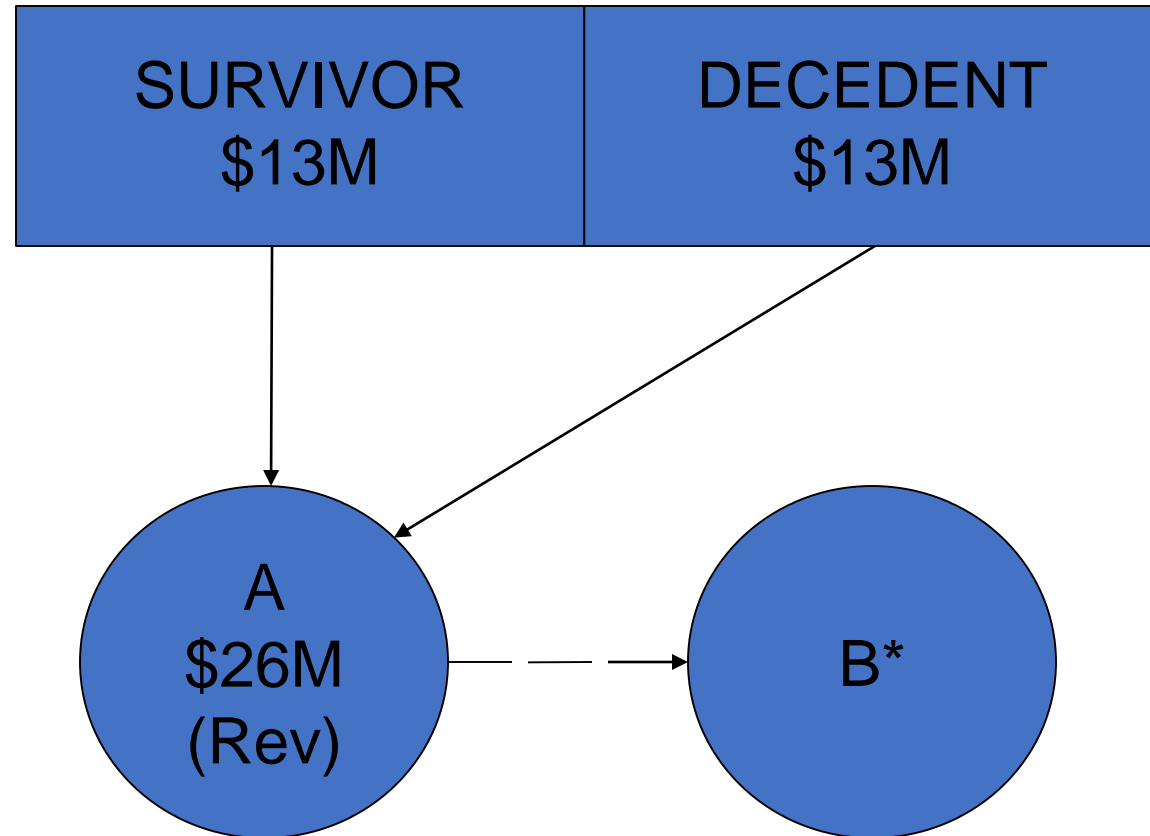 SURVIVOR
$13M
DECEDENT
$13M
A
$26M
(Rev)
B*